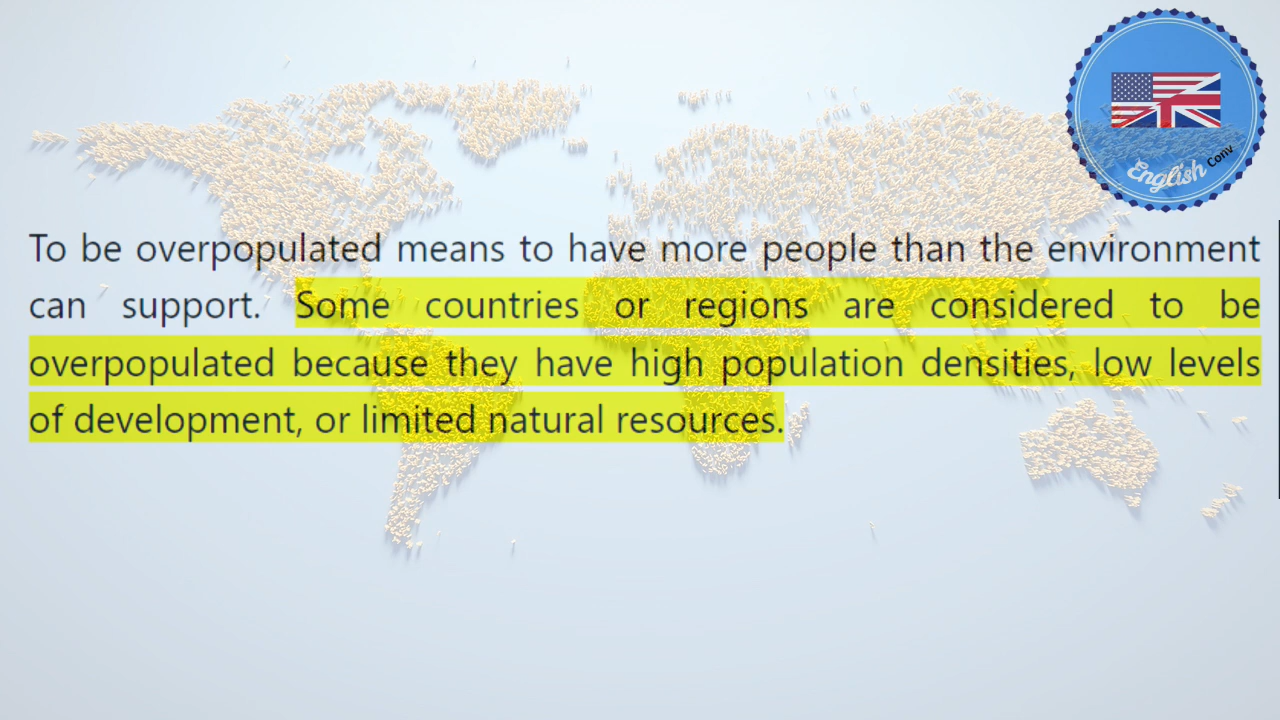 English Conv
To be overpopulated means to have more people than the environment
can support. Some countries or regions are considered to be
overpopulated because they have high population densities, low levels
of development, or limited natural resources.